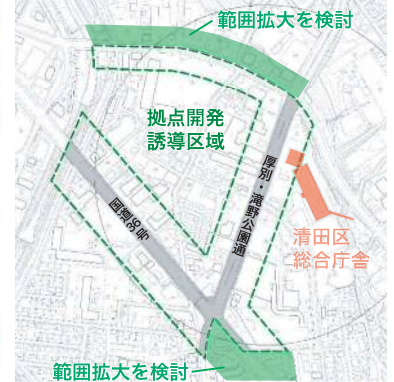 範囲拡大を検討
拠点開発
誘導区域
厚別・滝野公園通
国道36号
清田区
総合庁舎
範囲拡大を検討